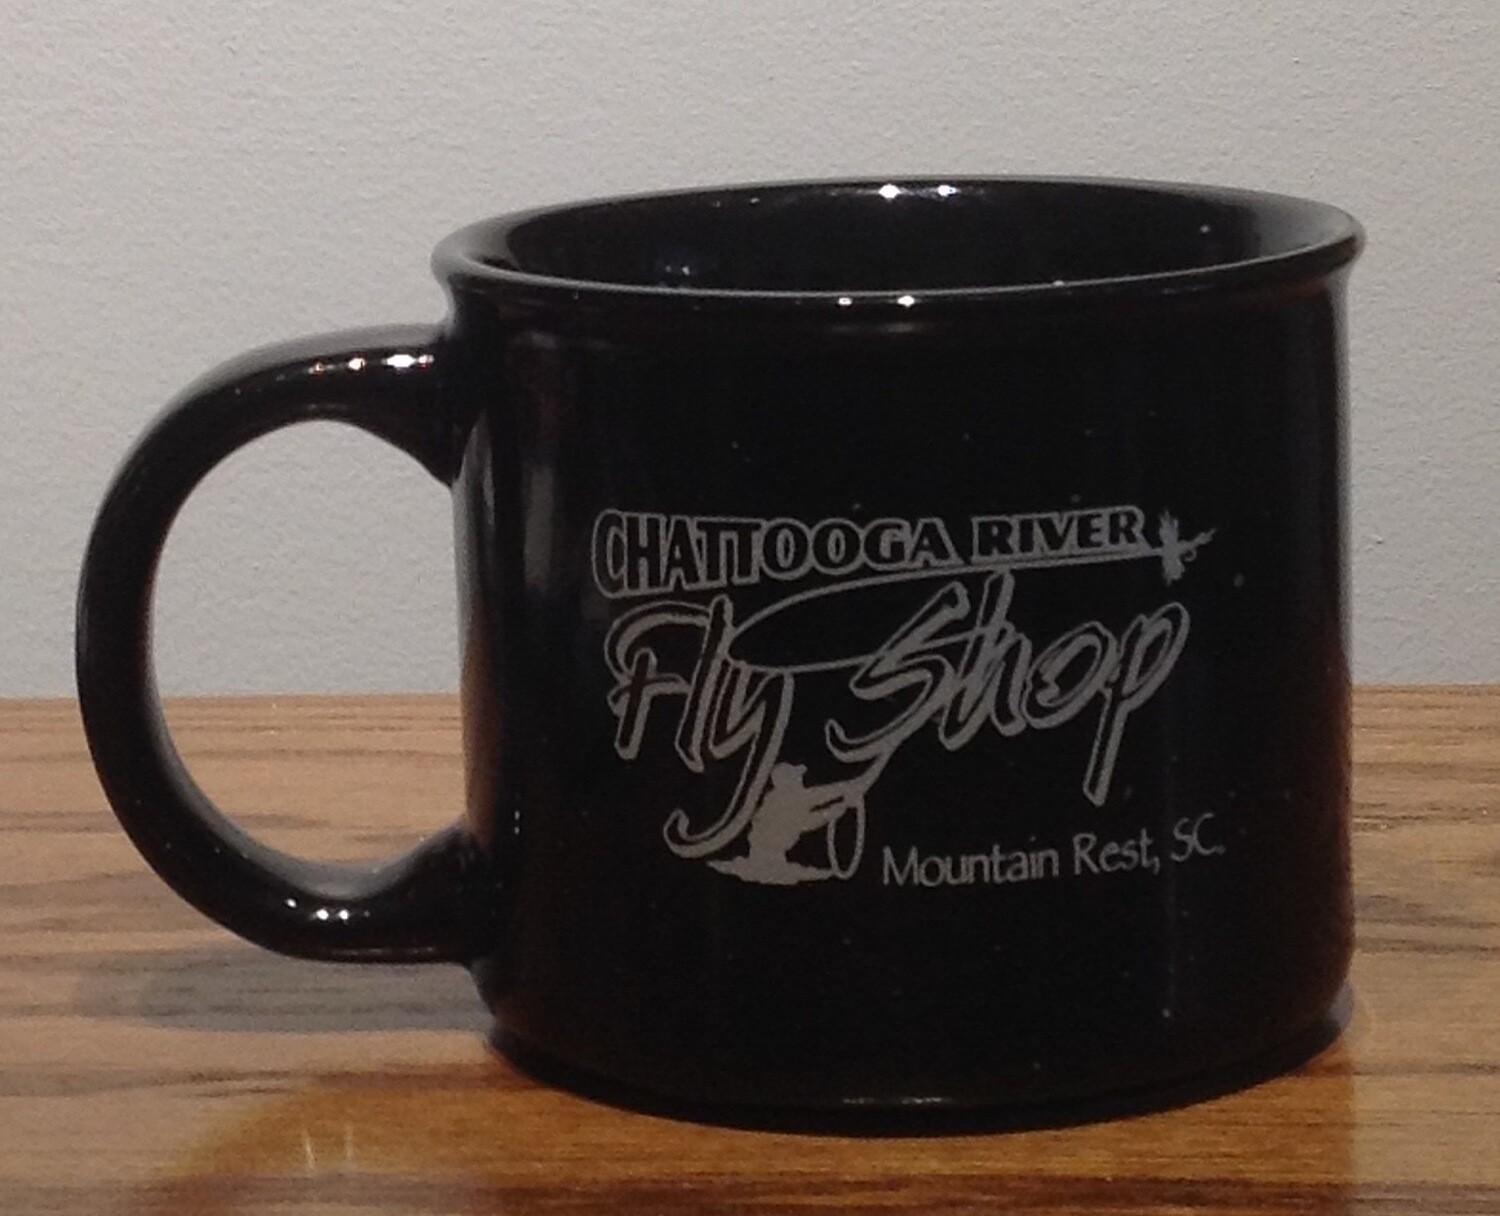 CHATTOOGA RIVER
Fly Shop
Mountain Rest, SC.